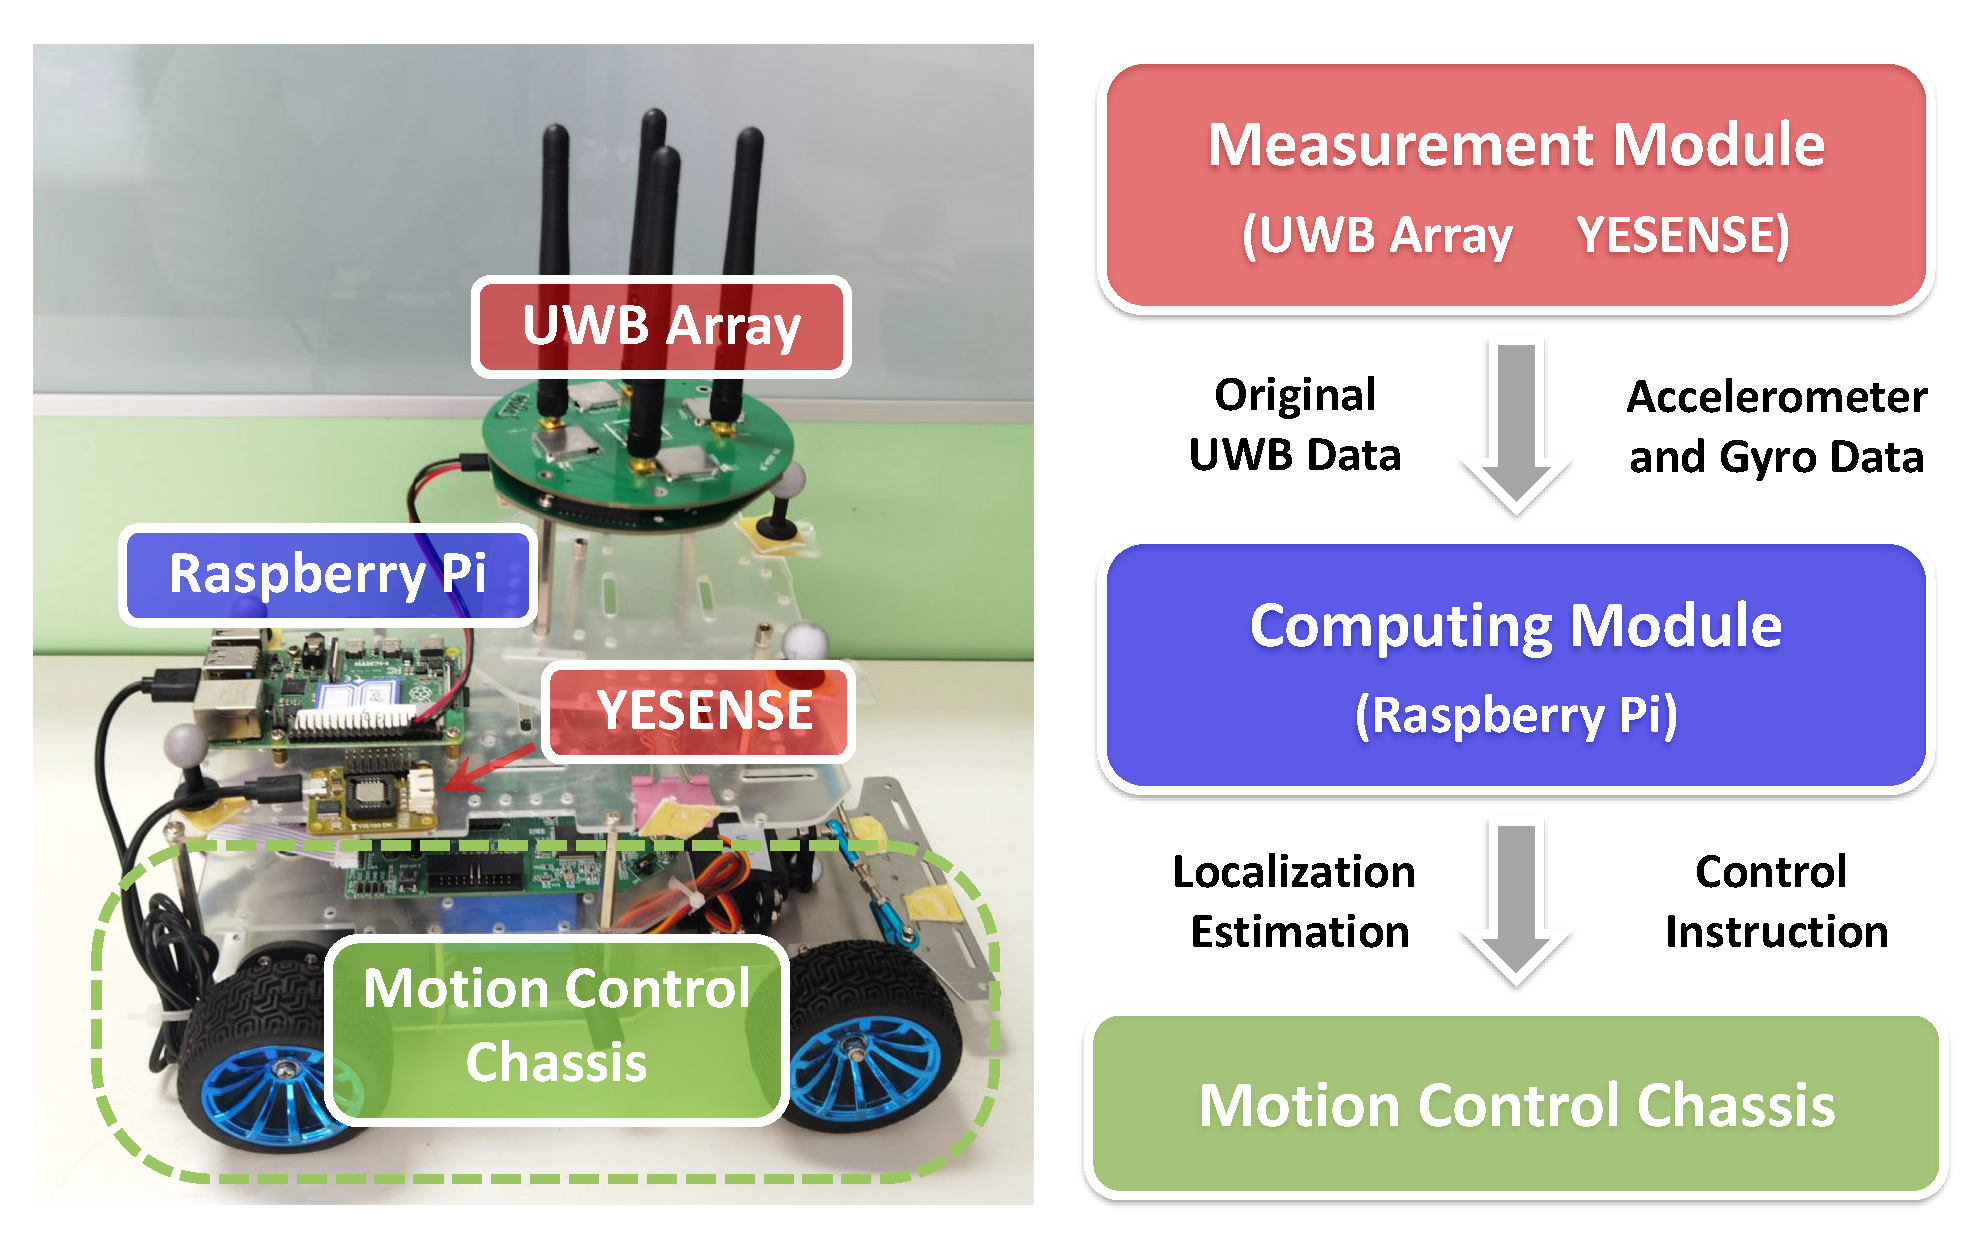 UWB Array
Raspberry Pi
YESENSE
Motion Control
Chassis
Measurement Module
(UWB Array YESENSE)
Original
UWB Data
Accelerometer
and Gyro Data
Computing Module
(Raspberry Pi)
Localization
Estimation
Control
Instruction
Motion Control Chassis